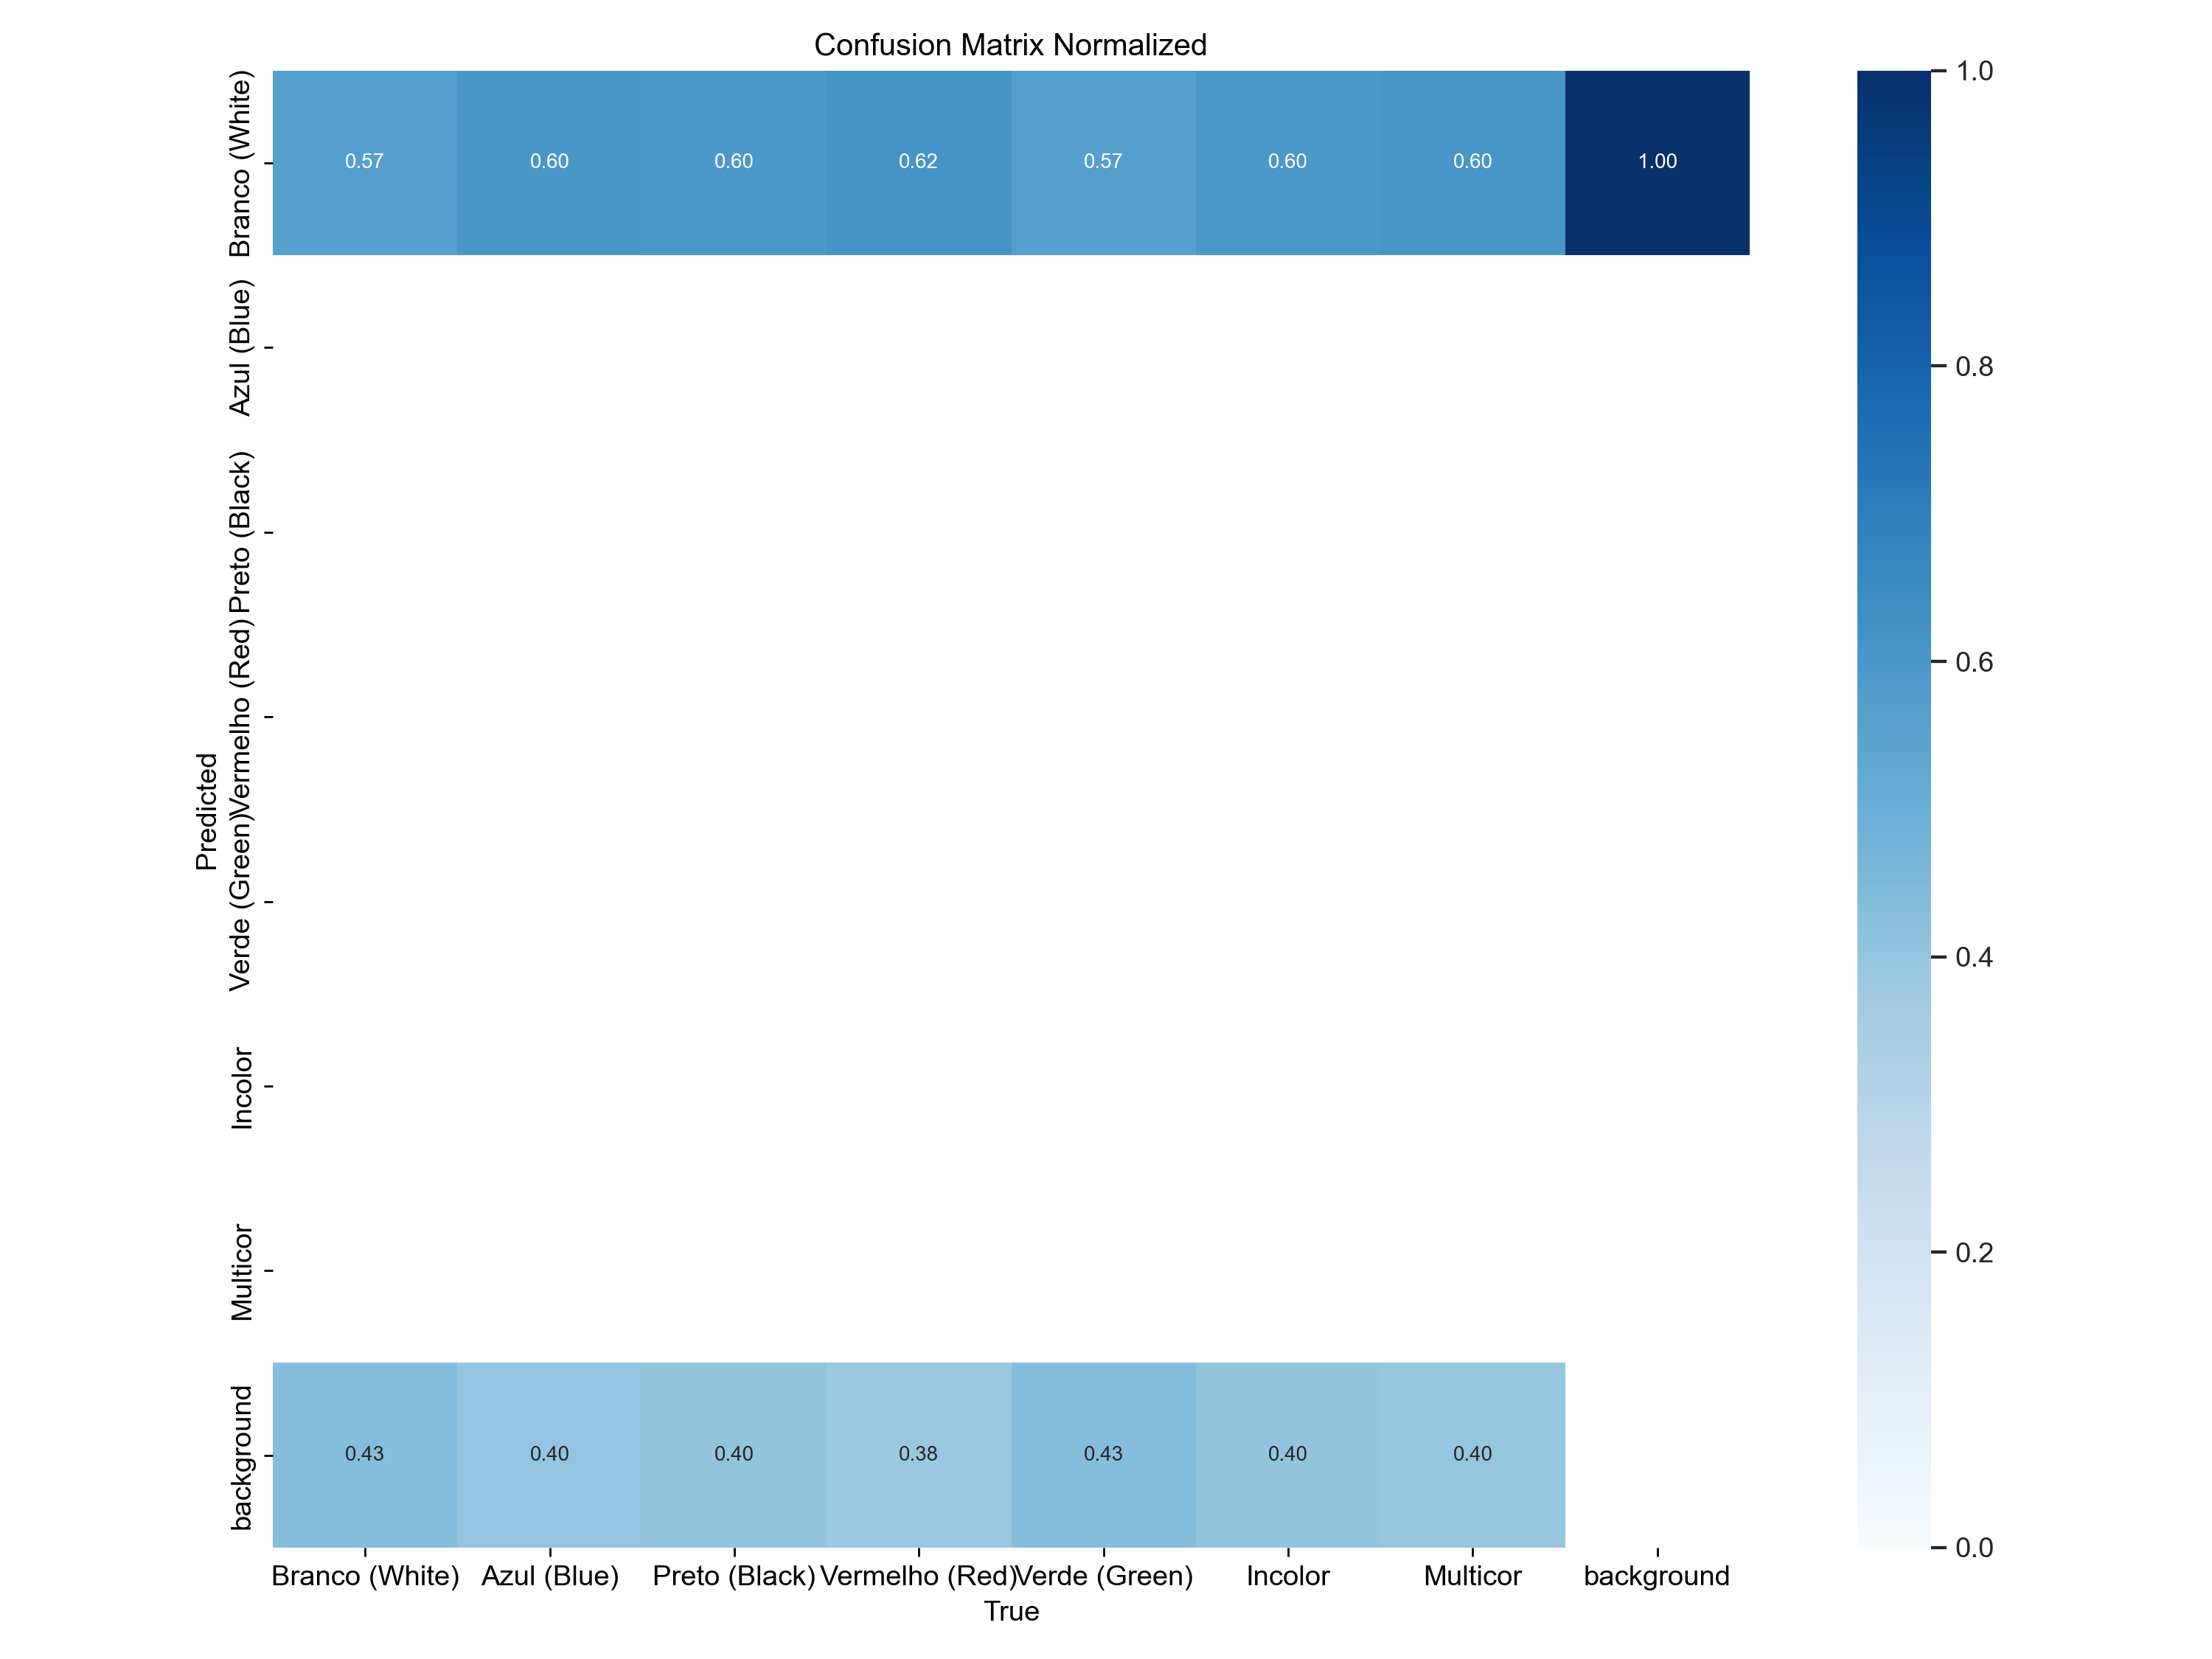 Confusion Matrix Normalized
Branco (White)
0.57 0.60 0.60 0.62 0.57 0.60 0.60 1.00
Azul (Blue)
Preto (Black)
Vermelho (Red)
Verde (Green)
Incolor
Multicor
background
0.43 0.40 0.40 0.38 0.43 0.40 0.40
Predicted
Branco (White) Azul (Blue) Preto (Black) Vermelho (Red) Verde (Green) Incolor Multicor background
True
1.0
0.8
0.6
0.4
0.2
0.0